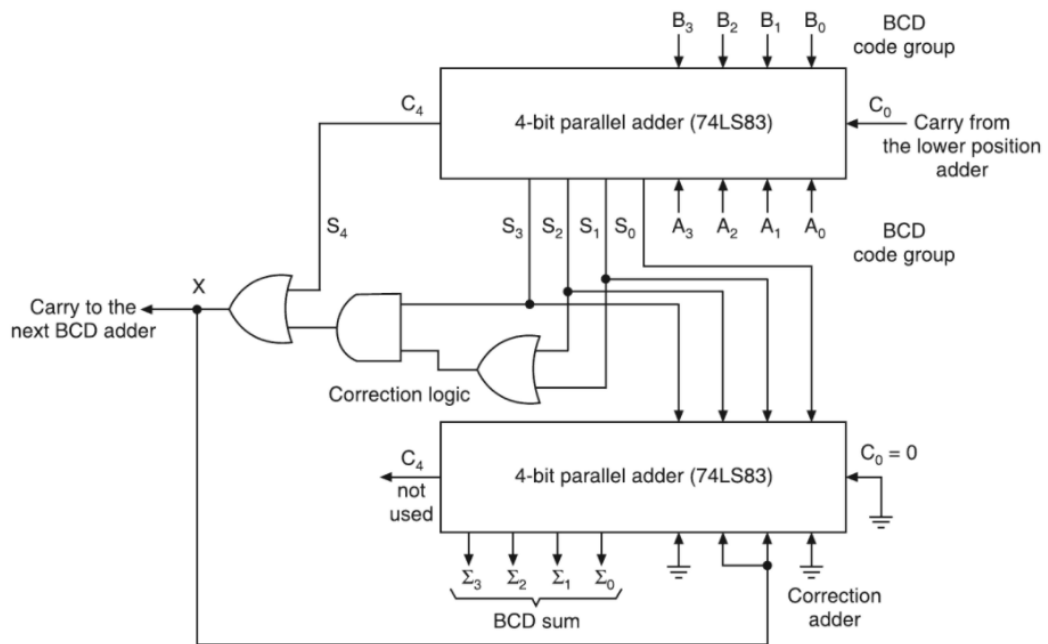 B₃ B₂ B₁ B₀
BCD
code group
C₄
4-bit parallel adder (74LS83)
C₀
Carry from
the lower position
adder
S₄
S₃ S₂ S₁ S₀
A₃ A₂ A₁ A₀
BCD
code group
X
Carry to the
next BCD adder
Correction logic
C₄
not
used
4-bit parallel adder (74LS83)
C₀ = 0
Σ₃ Σ₂ Σ₁ Σ₀
BCD sum
Correction
adder